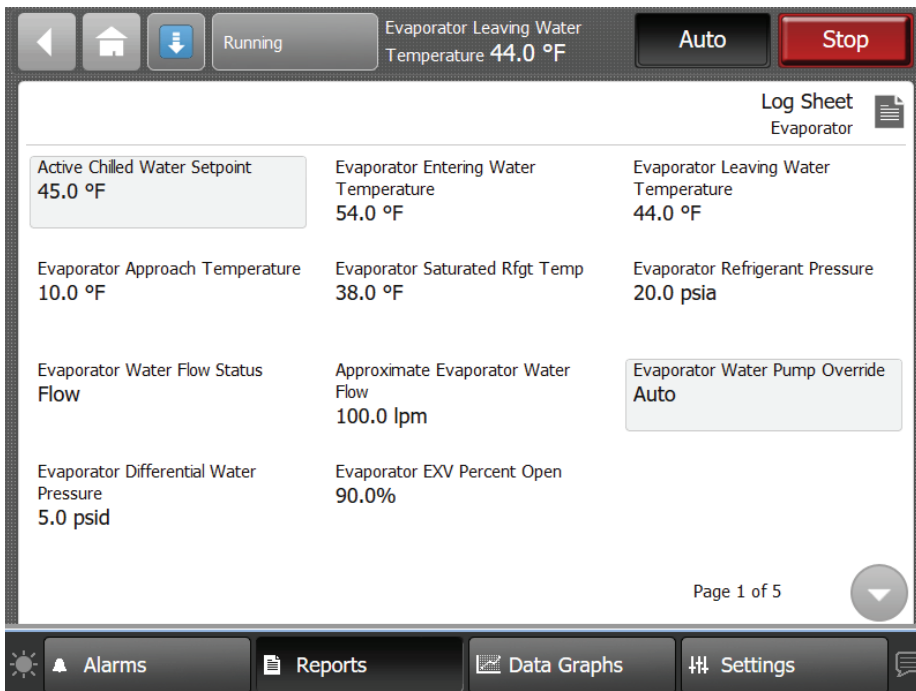 Running
Evaporator Leaving Water
Temperature 44.0 °F
Auto
Stop
Log Sheet
Evaporator
Active Chilled Water Setpoint
45.0 °F
Evaporator Entering Water
Temperature
54.0 °F
Evaporator Leaving Water
Temperature
44.0 °F
Evaporator Approach Temperature
10.0 °F
Evaporator Saturated Rfgt Temp
38.0 °F
Evaporator Refrigerant Pressure
20.0 psia
Evaporator Water Flow Status
Flow
Approximate Evaporator Water
Flow
100.0 lpm
Evaporator Water Pump Override
Auto
Evaporator Differential Water
Pressure
5.0 psid
Evaporator EXV Percent Open
90.0%
Page 1 of 5
Alarms
Reports
Data Graphs
Settings